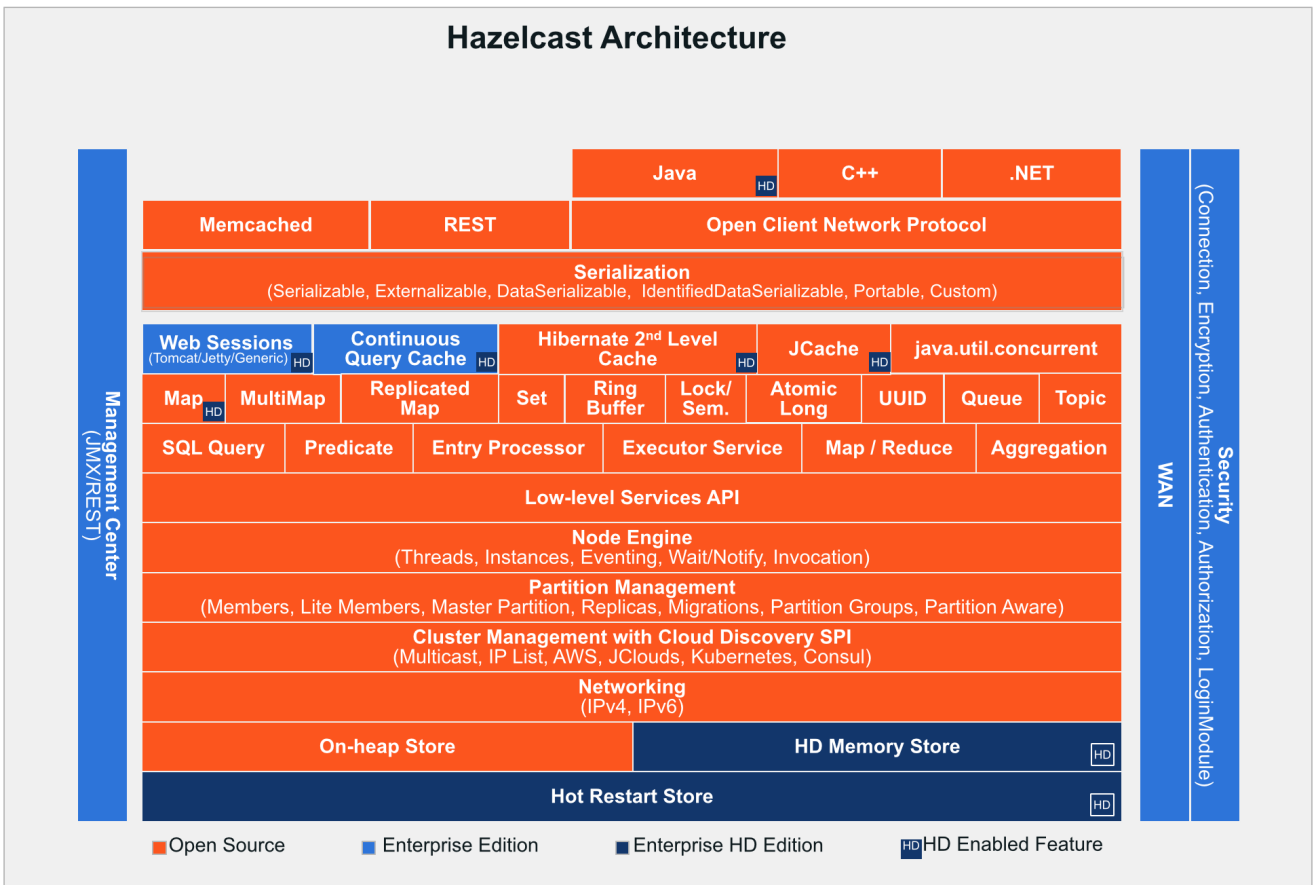 Hazelcast Architecture
Java
HD
C++
.NET
Memcached
REST
Open Client Network Protocol
Serialization
(Serializable, Externalizable, DataSerializable, IdentifiedDataSerializable, Portable, Custom)
Web Sessions
(Tomcat/Jetty/Generic)
HD
Continuous
Query Cache
HD
Hibernate 2nd Level
Cache
HD
JCache
HD
java.util.concurrent
Map
HD
MultiMap
Replicated
Map
Set
Ring
Buffer
Lock/
Sem.
Atomic
Long
UUID
Queue
Topic
SQL Query
Predicate
Entry Processor
Executor Service
Map / Reduce
Aggregation
Low-level Services API
Node Engine
(Threads, Instances, Eventing, Wait/Notify, Invocation)
Partition Management
(Members, Lite Members, Master Partition, Replicas, Migrations, Partition Groups, Partition Aware)
Cluster Management with Cloud Discovery SPI
(Multicast, IP List, AWS, JClouds, Kubernetes, Consul)
Networking
(IPv4, IPv6)
On-heap Store
HD Memory Store
HD
Hot Restart Store
HD
Management Center
(JMX/REST)
WAN
Security
(Connection, Encryption, Authentication, Authorization, LoginModule)
Open Source
Enterprise Edition
Enterprise HD Edition
HD
HD Enabled Feature